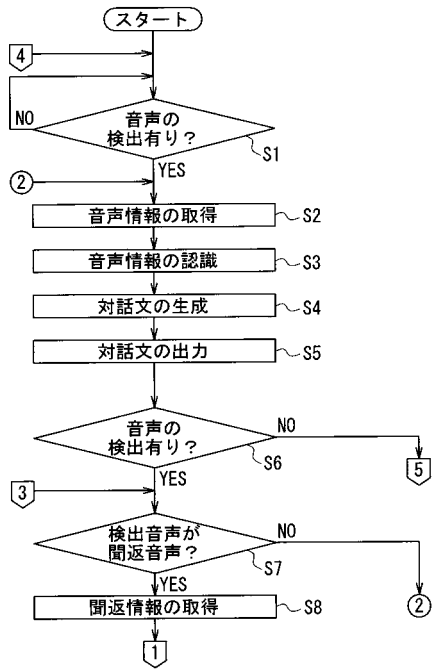 スタート
4
音声の
検出有り?
NO
S1
YES
2
音声情報の取得
S2
音声情報の認識
S3
対話文の生成
S4
対話文の出力
S5
音声の
検出有り?
NO
S6
5
YES
3
検出音声が
聞返音声?
NO
S7
YES
2
聞返情報の取得
S8
1